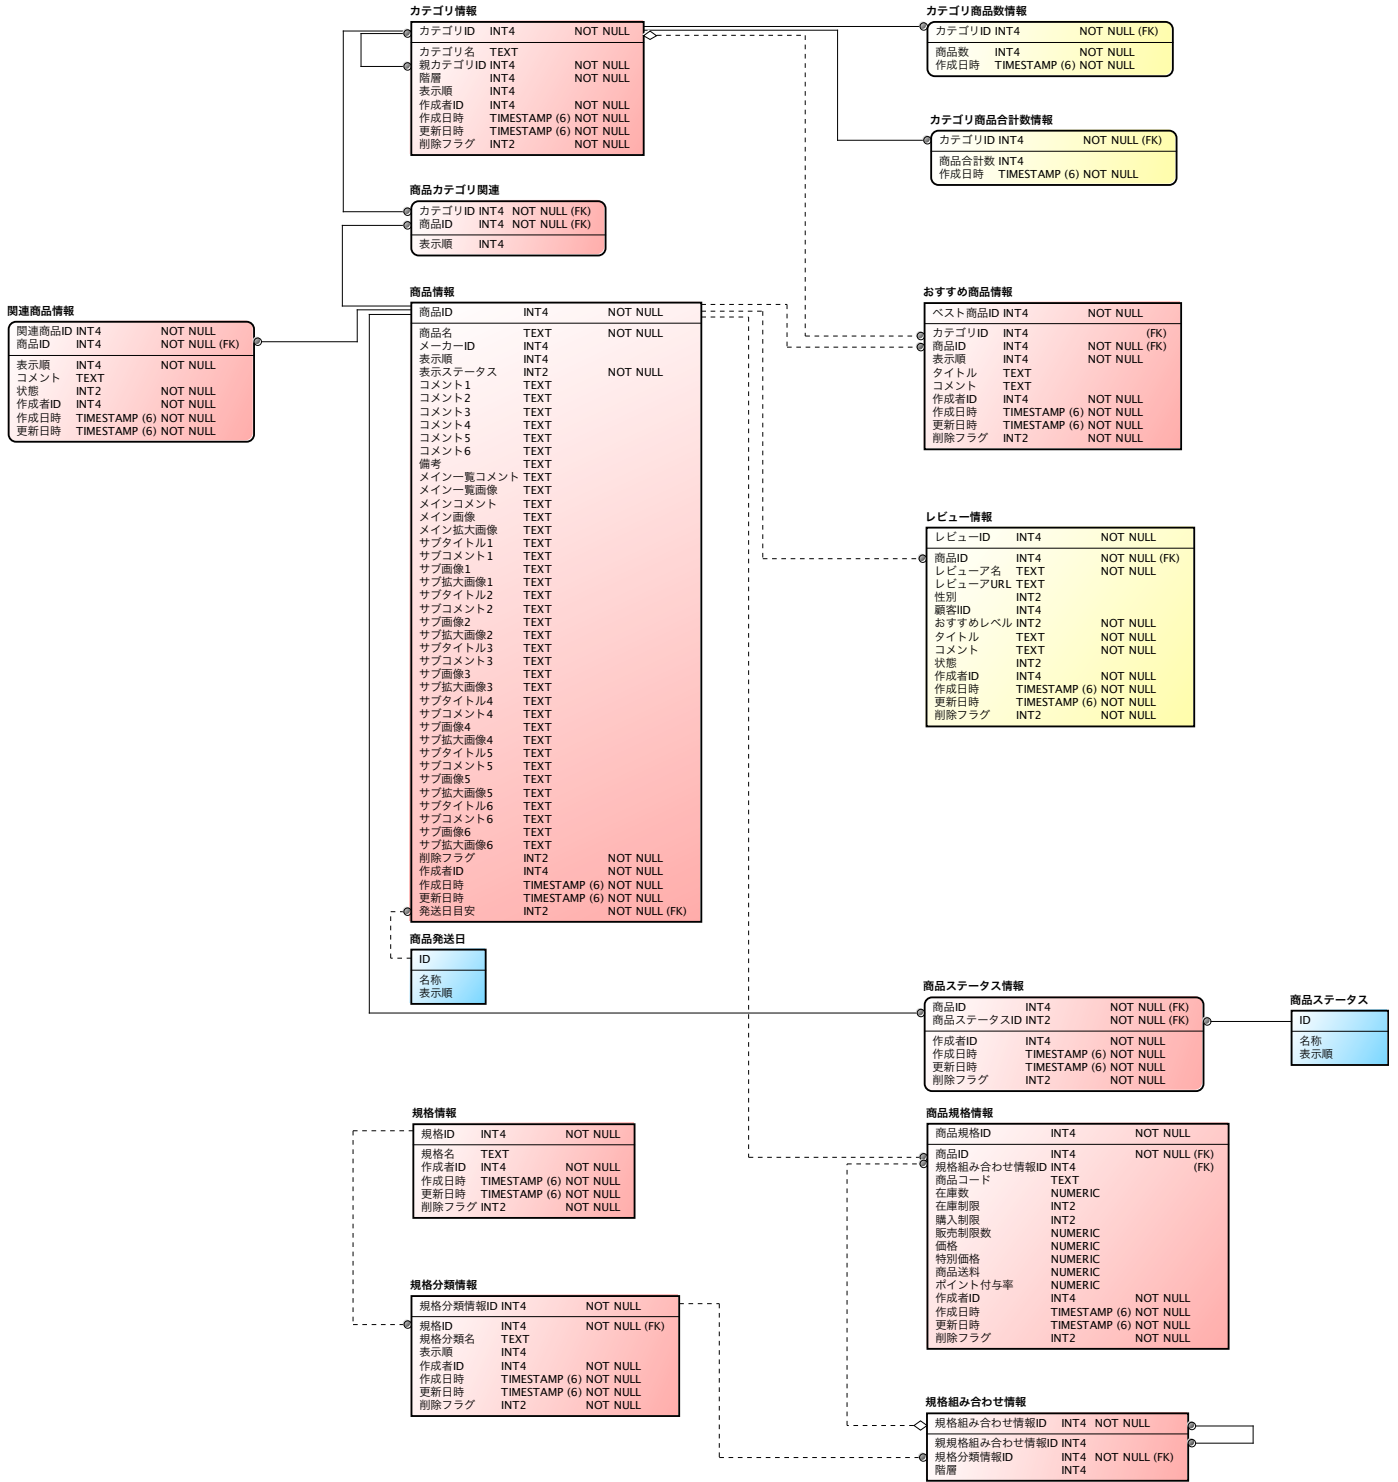 カテゴリ情報
カテゴリID INT4 NOT NULL
カテゴリ名 TEXT
親カテゴリID INT4 NOT NULL
階層 INT4 NOT NULL
表示順 INT4
作成者ID INT4 NOT NULL
作成日時 TIMESTAMP (6) NOT NULL
更新日時 TIMESTAMP (6) NOT NULL
削除フラグ INT2 NOT NULL
カテゴリ商品数情報
カテゴリID INT4 NOT NULL (FK)
商品数 INT4 NOT NULL
作成日時 TIMESTAMP (6) NOT NULL
カテゴリ商品合計数情報
カテゴリID INT4 NOT NULL (FK)
商品合計数 INT4
作成日時 TIMESTAMP (6) NOT NULL
商品カテゴリ関連
カテゴリID INT4 NOT NULL (FK)
商品ID INT4 NOT NULL (FK)
表示順 INT4
関連商品情報
関連商品ID INT4 NOT NULL
商品ID INT4 NOT NULL (FK)
表示順 INT4 NOT NULL
コメント TEXT
状態 INT2 NOT NULL
作成者ID INT4 NOT NULL
作成日時 TIMESTAMP (6) NOT NULL
更新日時 TIMESTAMP (6) NOT NULL
商品情報
商品ID INT4 NOT NULL
商品名 TEXT NOT NULL
メーカーID INT4
表示順 INT4
表示ステータス INT2 NOT NULL
コメント1 TEXT
コメント2 TEXT
コメント3 TEXT
コメント4 TEXT
コメント5 TEXT
コメント6 TEXT
備考 TEXT
メイン一覧コメント TEXT
メイン一覧画像 TEXT
メインコメント TEXT
メイン画像 TEXT
メイン拡大画像 TEXT
サブタイトル1 TEXT
サブコメント1 TEXT
サブ画像1 TEXT
サブ拡大画像1 TEXT
サブタイトル2 TEXT
サブコメント2 TEXT
サブ画像2 TEXT
サブ拡大画像2 TEXT
サブタイトル3 TEXT
サブコメント3 TEXT
サブ画像3 TEXT
サブ拡大画像3 TEXT
サブタイトル4 TEXT
サブコメント4 TEXT
サブ画像4 TEXT
サブ拡大画像4 TEXT
サブタイトル5 TEXT
サブコメント5 TEXT
サブ画像5 TEXT
サブ拡大画像5 TEXT
サブタイトル6 TEXT
サブコメント6 TEXT
サブ画像6 TEXT
サブ拡大画像6 TEXT
削除フラグ INT2 NOT NULL
作成者ID INT4 NOT NULL
作成日時 TIMESTAMP (6) NOT NULL
更新日時 TIMESTAMP (6) NOT NULL
発送日目安 INT2 NOT NULL (FK)
おすすめ商品情報
ベスト商品ID INT4 NOT NULL
カテゴリID INT4 (FK)
商品ID INT4 NOT NULL (FK)
表示順 INT4 NOT NULL
タイトル TEXT
コメント TEXT
作成者ID INT4 NOT NULL
作成日時 TIMESTAMP (6) NOT NULL
更新日時 TIMESTAMP (6) NOT NULL
削除フラグ INT2 NOT NULL
レビュー情報
レビューID INT4 NOT NULL
商品ID INT4 NOT NULL (FK)
レビューア名 TEXT NOT NULL
レビューアURL TEXT
性別 INT2
顧客IID INT4
おすすめレベル INT2 NOT NULL
タイトル TEXT NOT NULL
コメント TEXT NOT NULL
状態 INT2
作成者ID INT4 NOT NULL
作成日時 TIMESTAMP (6) NOT NULL
更新日時 TIMESTAMP (6) NOT NULL
削除フラグ INT2 NOT NULL
商品発送日
ID
名称
表示順
商品ステータス情報
商品ID INT4 NOT NULL (FK)
商品ステータスID INT2 NOT NULL (FK)
作成者ID INT4 NOT NULL
作成日時 TIMESTAMP (6) NOT NULL
更新日時 TIMESTAMP (6) NOT NULL
削除フラグ INT2 NOT NULL
商品ステータス
ID
名称
表示順
規格情報
規格ID INT4 NOT NULL
規格名 TEXT
作成者ID INT4 NOT NULL
作成日時 TIMESTAMP (6) NOT NULL
更新日時 TIMESTAMP (6) NOT NULL
削除フラグ INT2 NOT NULL
商品規格情報
商品規格ID INT4 NOT NULL
商品ID INT4 NOT NULL (FK)
規格組み合わせ情報ID INT4 (FK)
商品コード TEXT
在庫数 NUMERIC
在庫制限 INT2
購入制限 INT2
販売制限数 NUMERIC
価格 NUMERIC
特別価格 NUMERIC
商品送料 NUMERIC
ポイント付与率 NUMERIC
作成者ID INT4 NOT NULL
作成日時 TIMESTAMP (6) NOT NULL
更新日時 TIMESTAMP (6) NOT NULL
削除フラグ INT2 NOT NULL
規格分類情報
規格分類情報ID INT4 NOT NULL
規格ID INT4 NOT NULL (FK)
規格分類名 TEXT
表示順 INT4
作成者ID INT4 NOT NULL
作成日時 TIMESTAMP (6) NOT NULL
更新日時 TIMESTAMP (6) NOT NULL
削除フラグ INT2 NOT NULL
規格組み合わせ情報
規格組み合わせ情報ID INT4 NOT NULL
親規格組み合わせ情報ID INT4
規格分類情報ID INT4 NOT NULL (FK)
階層 INT4